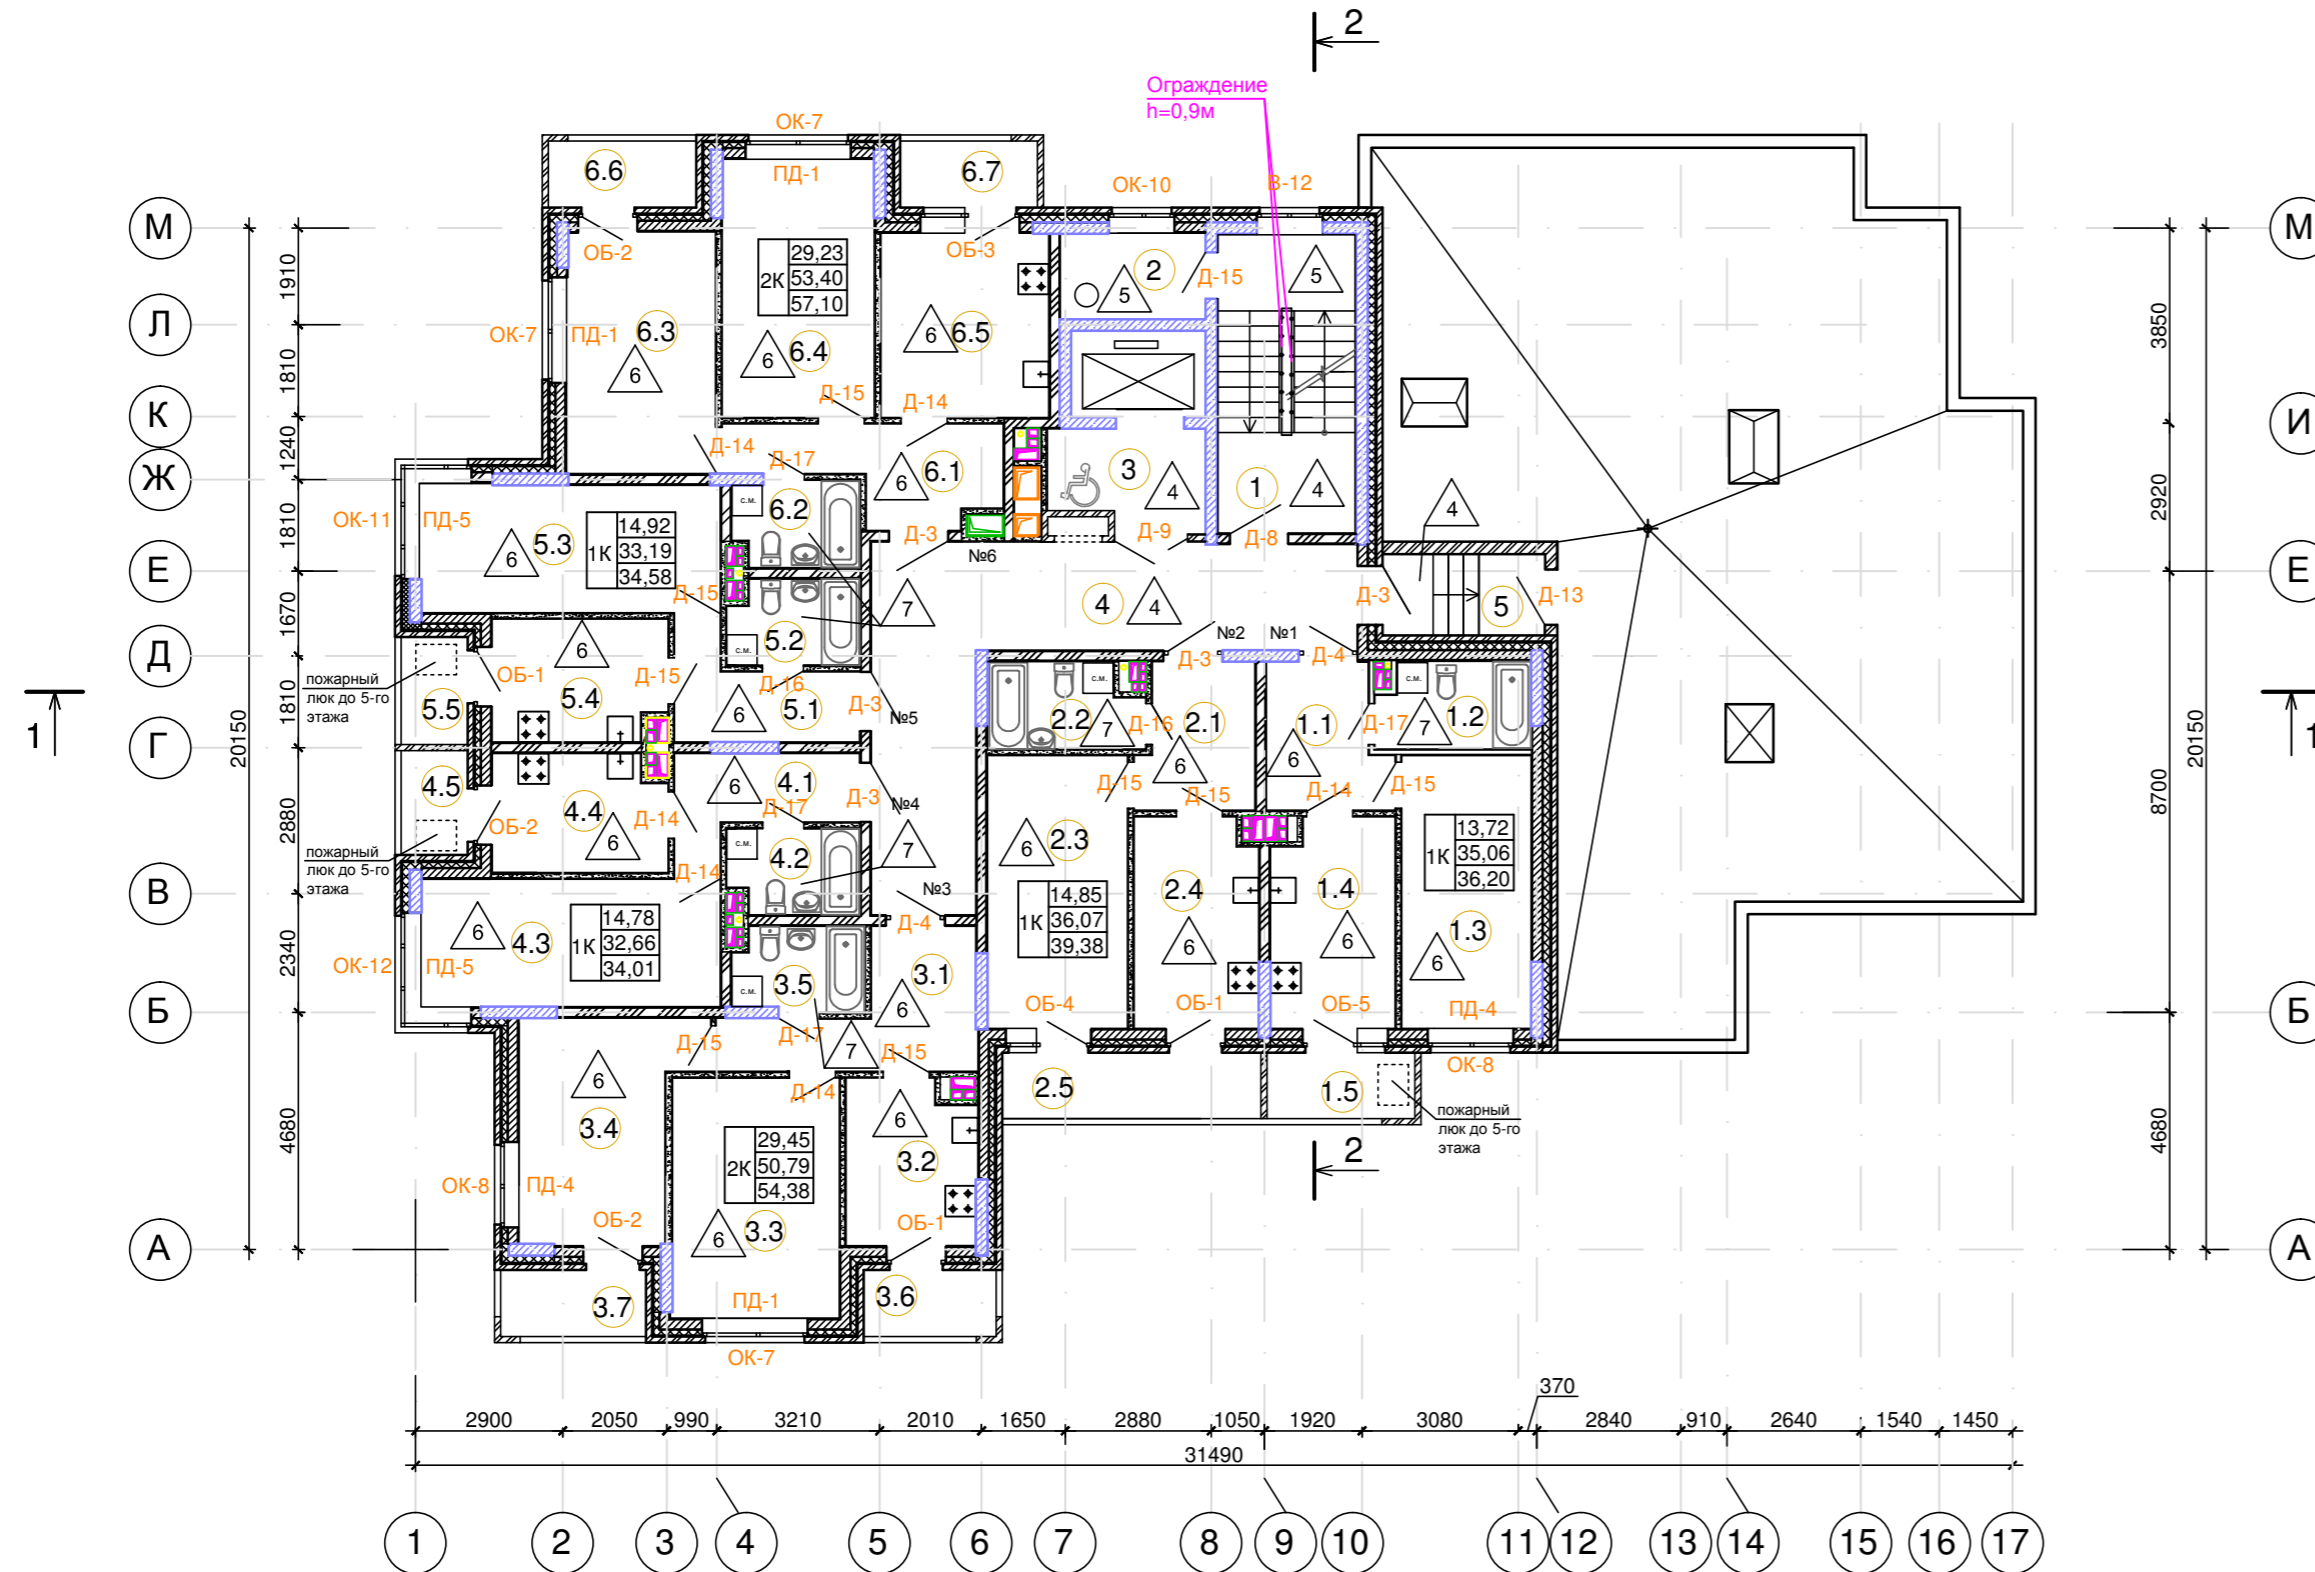 2
Ограждение
h=0,9м
ОК-7
6.6
ПД-1
6.7
ОК-10
В-12
М
М
ОБ-2
ОБ-3
2
Д-15
5
5
2К
29,23
53,40
57,10
1910
Л
ОК-7
ПД-1
6.3
6
6.4
6
6.5
6
3850
1810
К
И
Д-15
Д-14
1240
Д-14
Д-17
6.1
6
3
4
1
4
4
Ж
с.м.
6.2
ОК-11
ПД-5
5.3
6
1К
14,92
33,19
34,58
Д-3
№6
Д-9
Д-8
1810
2920
Е
Е
Д-15
7
4
4
Д-3
5
Д-13
1670
5.2
с.м.
6
№2
№1
Д
Д-3
Д-4
пожарный
люк до 5-го
этажа
ОБ-1
5.4
Д-15
Д-16
5.1
6
Д-3
№5
5.5
1
1810
Г
20150
с.м.
2.2
7
Д-16
2.1
6
1.1
6
Д-17
с.м.
7
1.2
20150
1
4.5
4.4
6
ОБ-2
Д-14
6
4.1
Д-17
Д-3
№4
Д-15
Д-15
Д-14
Д-15
8700
2880
пожарный
люк до 5-го
этажа
с.м.
4.2
7
6
2.3
1К
13,72
35,06
36,20
Д-14
№3
В
1К
14,85
36,07
39,38
2.4
6
1.4
6
1.3
6
6
4.3
1К
14,78
32,66
34,01
Д-4
2340
ОК-12
ПД-5
с.м.
3.5
3.1
6
Б
ОБ-4
ОБ-1
ОБ-5
ПД-4
Б
Д-15
Д-17
7
Д-15
ОК-8
6
3.4
Д-14
6
2.5
1.5
пожарный
люк до 5-го
этажа
4680
4680
2К
29,45
50,79
54,38
3.2
2
ОК-8
ПД-4
ОБ-2
6
3.3
ОБ-1
А
А
3.7
ПД-1
3.6
ОК-7
370
2900
2050
990
3210
2010
1650
2880
1050
1920
3080
2840
910
2640
1540
1450
31490
1
2
3
4
5
6
7
8
9
10
11
12
13
14
15
16
17